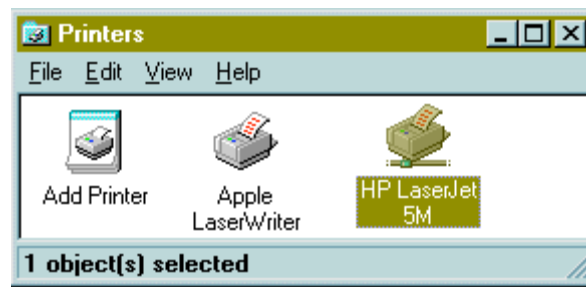 Printers
File Edit View Help
Add Printer
Apple
LaserWriter
HP LaserJet
5M
1 object(s) selected